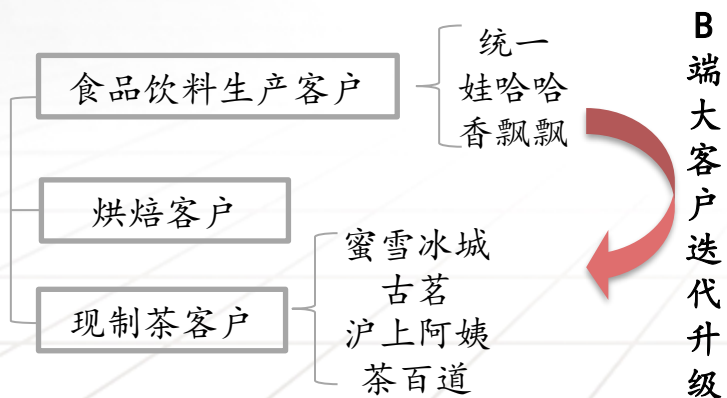 食品饮料生产客户
统一
娃哈哈
香飘飘
烘焙客户
现制茶客户
蜜雪冰城
古茗
沪上阿姨
茶百道
B端大客户迭代升级